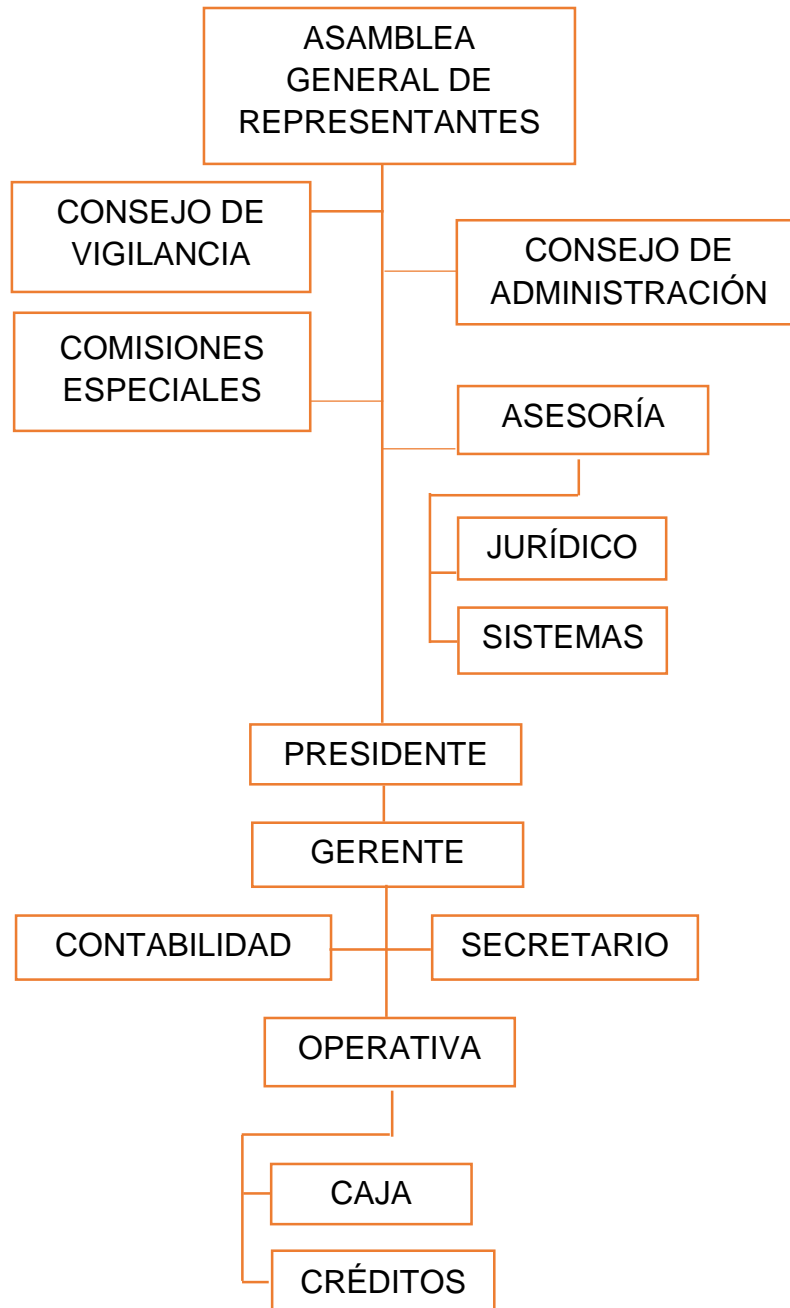 ASAMBLEA
GENERAL DE
REPRESENTANTES
CONSEJO DE
VIGILANCIA
CONSEJO DE
ADMINISTRACIÓN
COMISIONES
ESPECIALES
ASESORÍA
JURÍDICO
SISTEMAS
PRESIDENTE
GERENTE
CONTABILIDAD
SECRETARIO
OPERATIVA
CAJA
CRÉDITOS